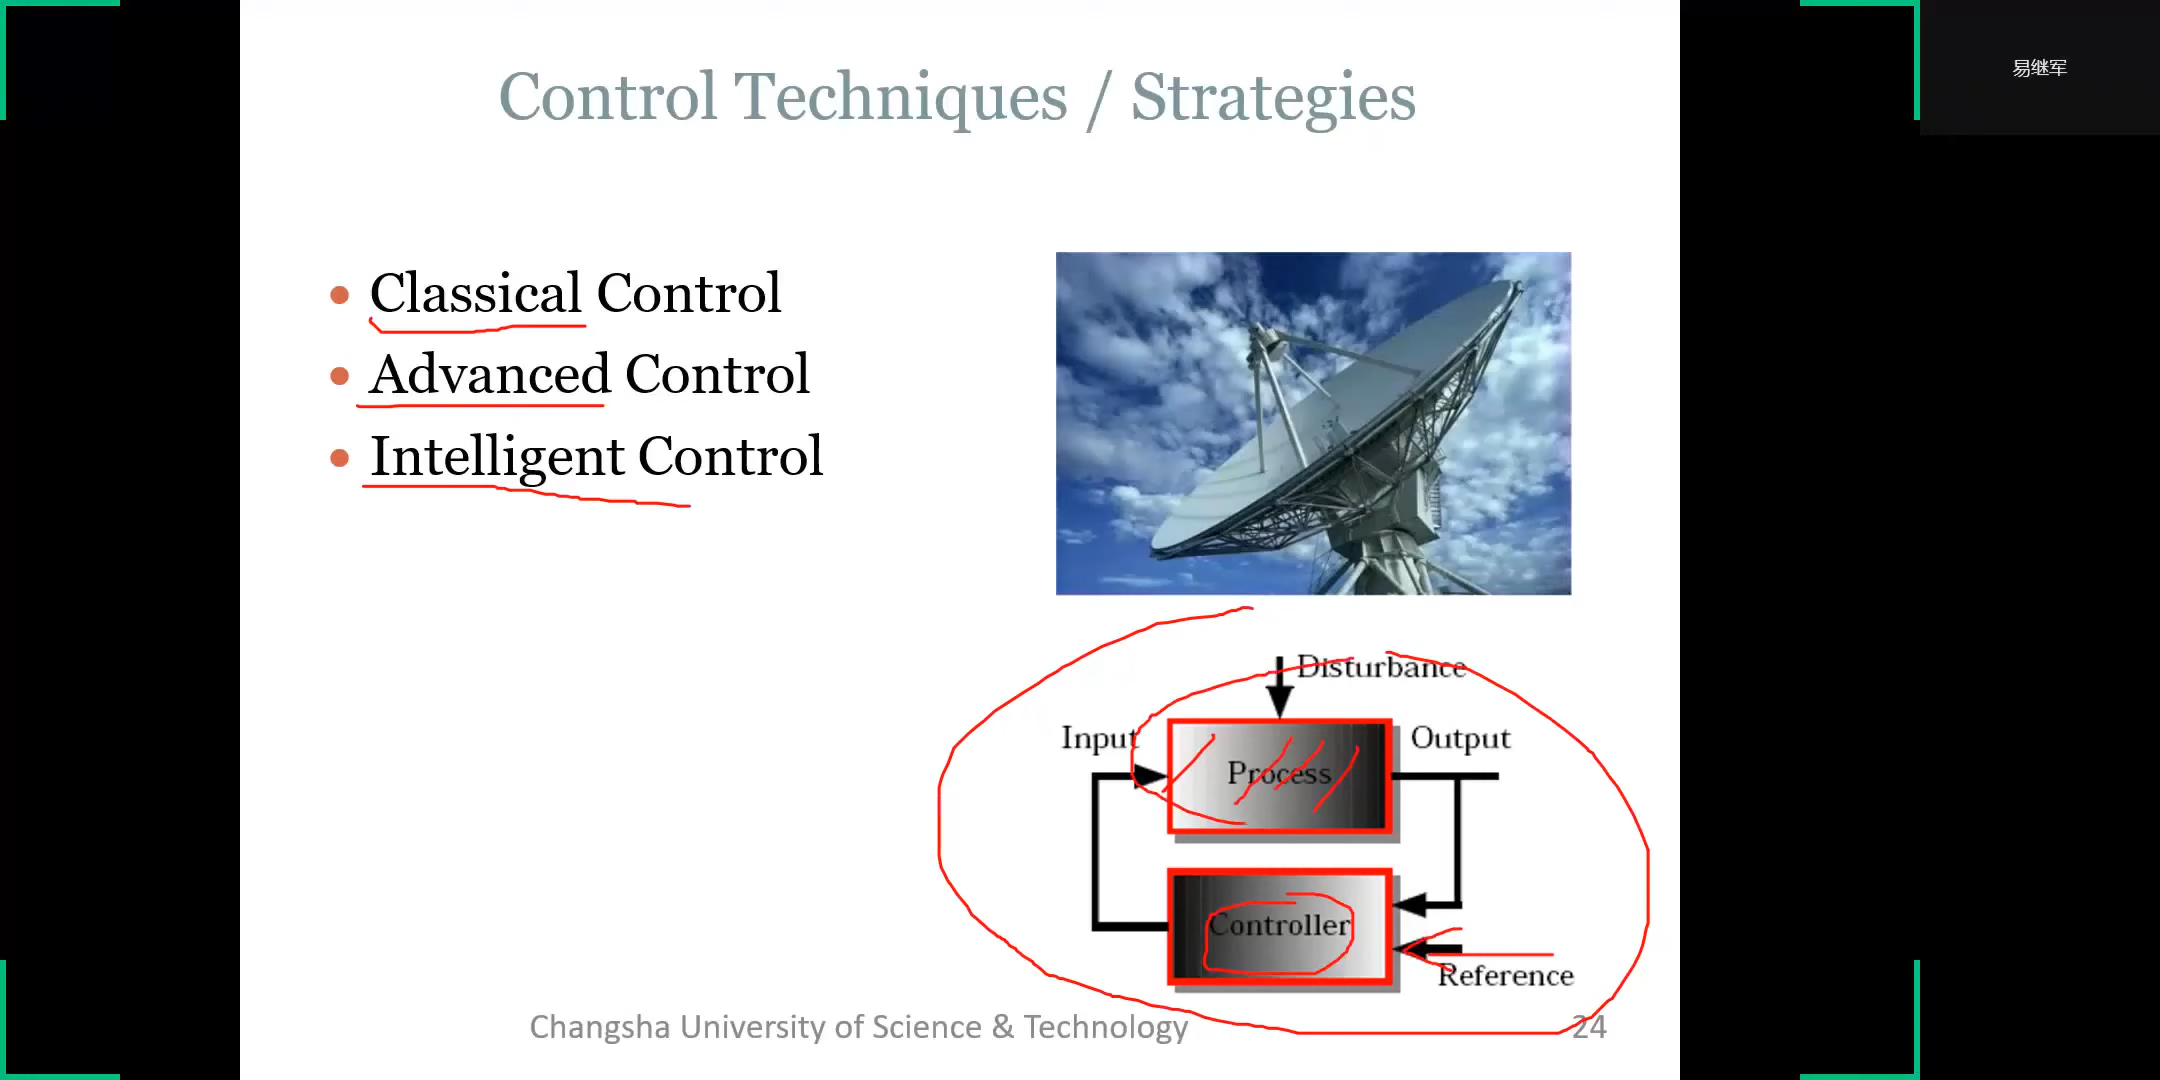 易继军
Control Techniques / Strategies
• Classical Control
• Advanced Control
• Intelligent Control
Disturbance
Input
Output
Process
Controller
Reference
Changsha University of Science & Technology
24